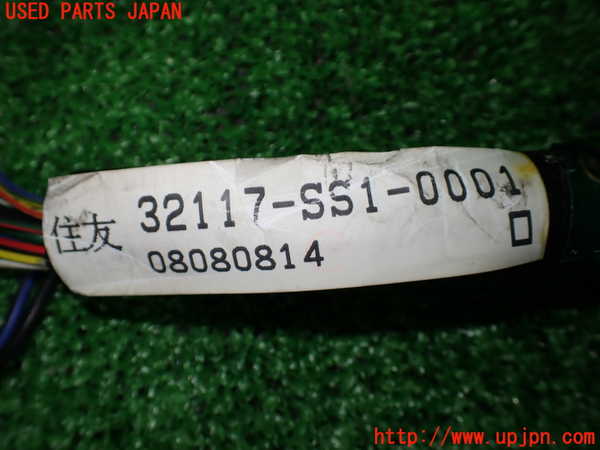 USED PARTS JAPAN
住友 32117-SS1-0001
08080814 □
http://www.upjpn.com/